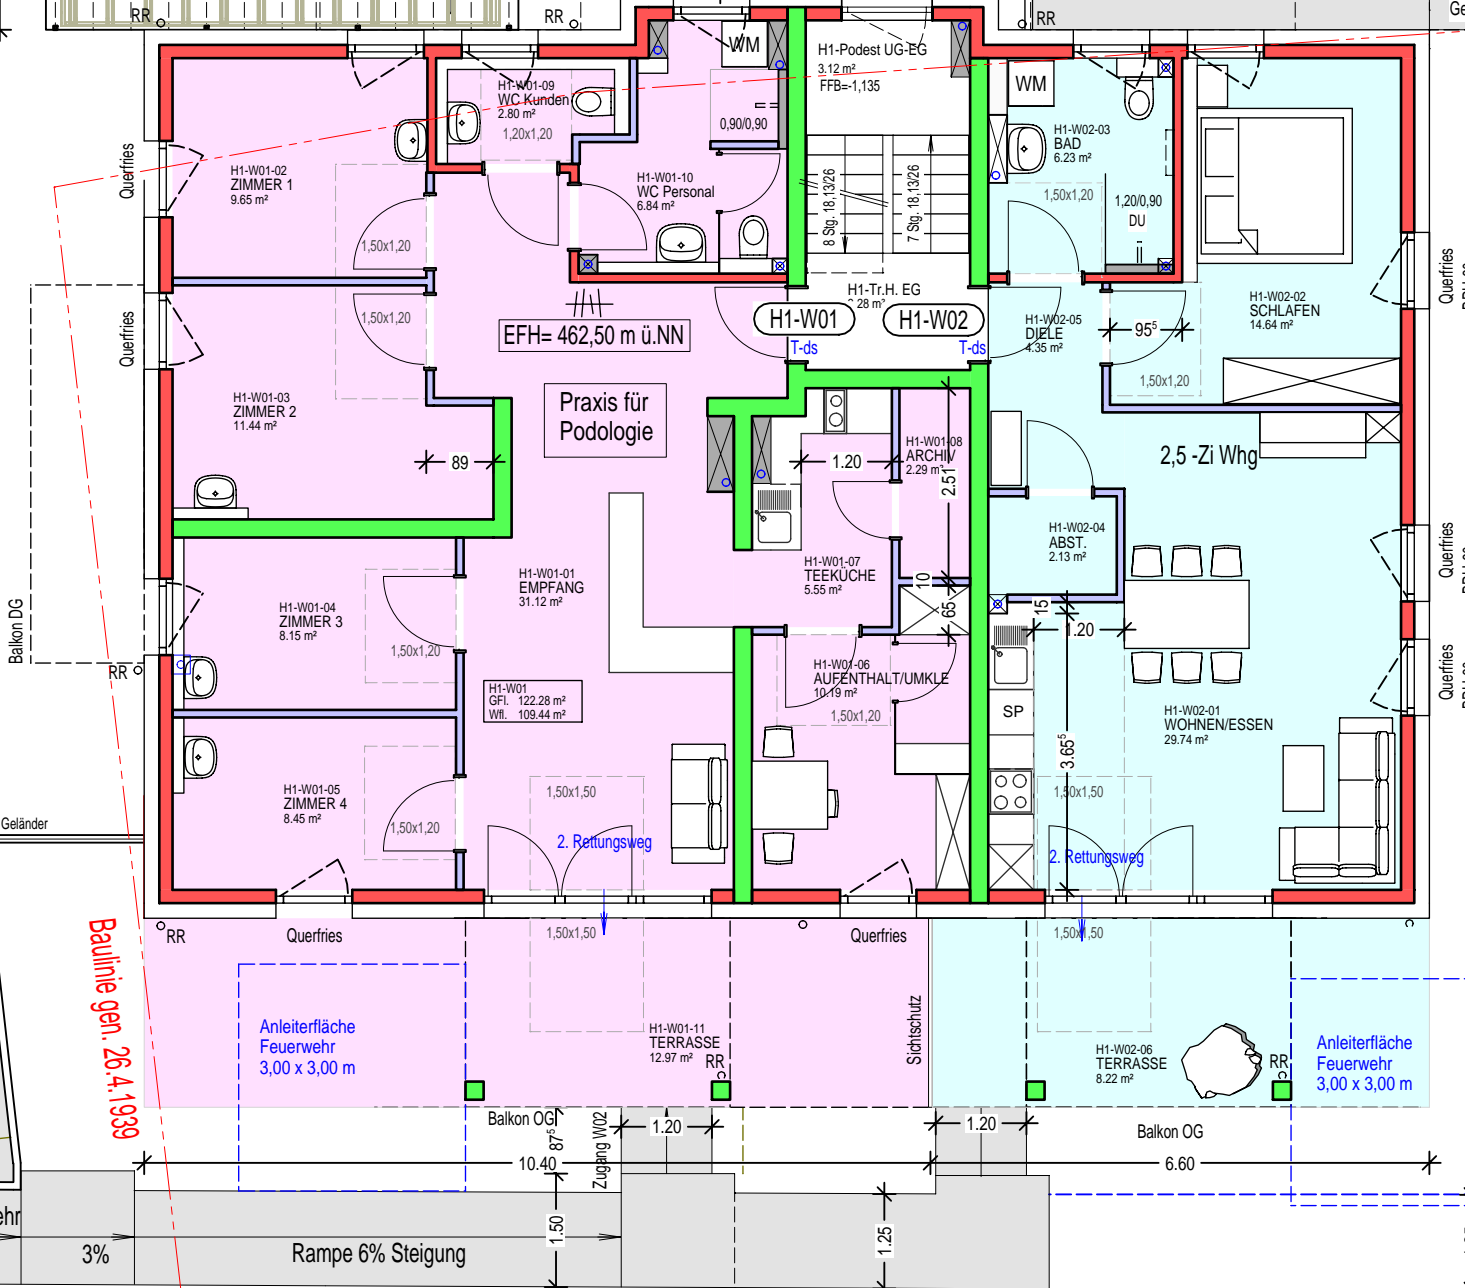 RR
RR
RR
Ge
H1-Podest UG-EG
3.12 m²
FFB=-1,135
WM
WM
H1-W01-09
WC Kunden
2.80 m²
1,20x1,20
0,90/0,90
H1-W02-03
BAD
6.23 m²
Querfries
H1-W01-02
ZIMMER 1
9.65 m²
H1-W01-10
WC Personal
6.84 m²
8 Stg. 18,13/26
7 Stg. 18,13/26
1,50x1,20
1,20/0,90
DU
1,50x1,20
Querfries
H1-Tr.H. EG
.28 m²
H1-W02-02
SCHLAFEN
14.64 m²
Querfries
1,50x1,20
EFH= 462,50 m ü.NN
H1-W01
H1-W02
T-ds
T-ds
H1-W02-05
DIELE
4.35 m²
95⁵
1,50x1,20
H1-W01-03
ZIMMER 2
11.44 m²
Praxis für
Podologie
89
1.20
H1-W01-08
ARCHIV
2.29 m²
2.51
2,5 -Zi Whg
H1-W02-04
ABST.
2.13 m²
Querfries
H1-W01-01
EMPFANG
31.12 m²
H1-W01-07
TEEKÜCHE
5.55 m²
10
65
15
1.20
Balkon DG
H1-W01-04
ZIMMER 3
8.15 m²
1,50x1,20
RR
H1-W01
GFl. 122.28 m²
Wfl. 109.44 m²
H1-W01-06
AUFENTHALT/UMKLE
10.19 m²
1,50x1,20
SP
H1-W02-01
WOHNEN/ESSEN
29.74 m²
Querfries
3.65⁵
H1-W01-05
ZIMMER 4
8.45 m²
1,50x1,20
1,50x1,50
1,50x1,50
Geländer
2. Rettungsweg
2. Rettungsweg
RR
Querfries
1,50x1,50
Querfries
1,50x1,50
Baulinie gen. 26.4.1939
Anleiterfläche
Feuerwehr
3,00 x 3,00 m
H1-W01-11
TERRASSE
12.97 m²
RR
Sichtschutz
H1-W02-06
TERRASSE
8.22 m²
RR
Anleiterfläche
Feuerwehr
3,00 x 3,00 m
Balkon OG
87⁵
Zugang W02
1.20
1.20
Balkon OG
10.40
6.60
ehr
3%
Rampe 6% Steigung
1.50
1.25